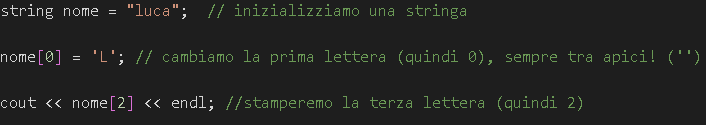 string nome = "luca";  // inizializziamo una stringa
nome[0] = 'L'; // cambiamo la prima lettera (quindi 0), sempre tra apici! ('')
cout << nome[2] << endl; //stamperemo la terza lettera (quindi 2)